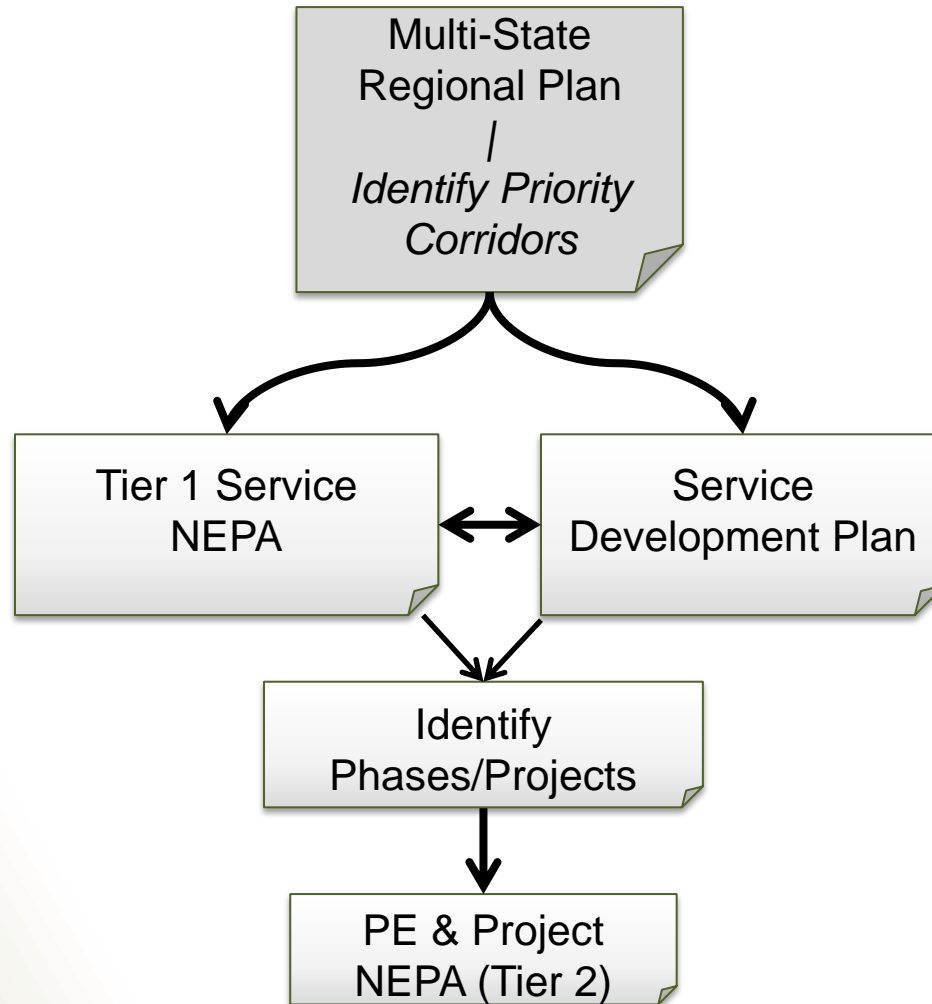 Multi-State
Regional Plan
/
Identify Priority
Corridors
Tier 1 Service
NEPA
Service
Development Plan
Identify
Phases/Projects
PE & Project
NEPA (Tier 2)